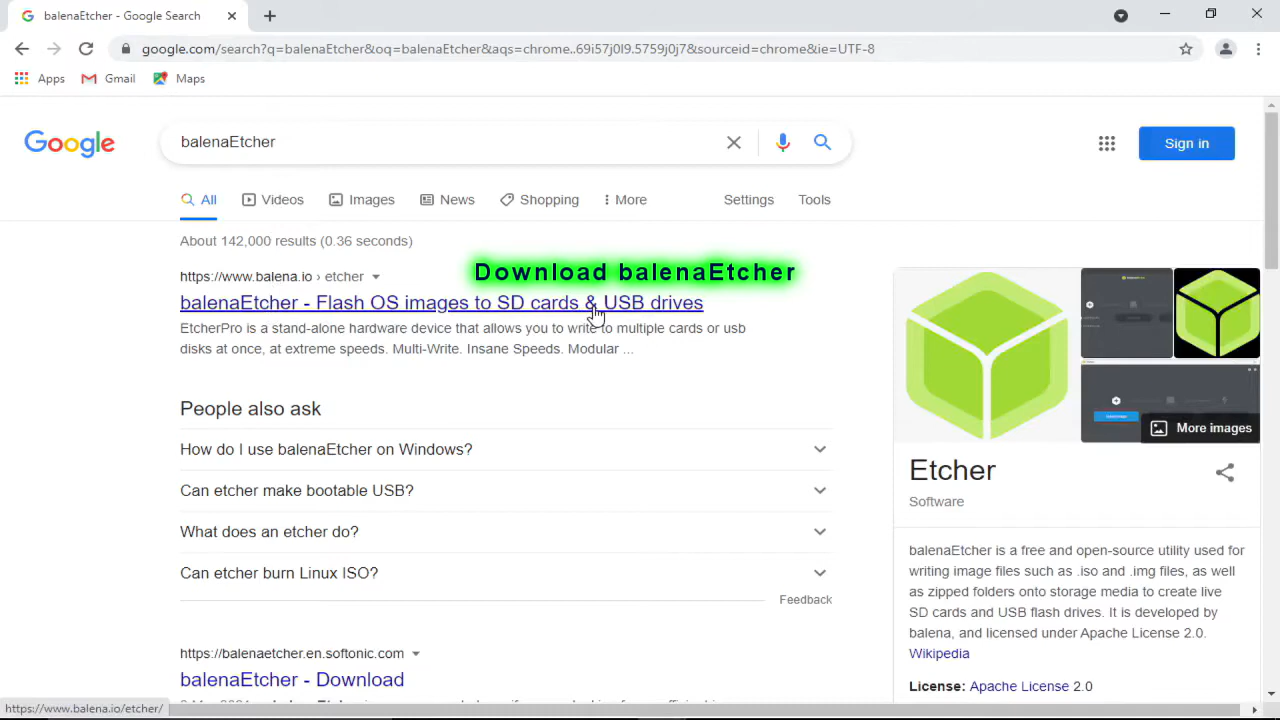 balenaEtcher - Google Search
google.com/search?q=balenaEtcher&oq=balenaEtcher&aqs=chrome..69i57j0l9.5759j0j7&sourceid=chrome&ie=UTF-8
Apps Gmail Maps
Google balenaEtcher Sign in
All Videos Images News Shopping More Settings Tools
About 142,000 results (0.36 seconds)
Download balenaEtcher
https://www.balena.io › etcher
balenaEtcher - Flash OS images to SD cards & USB drives
EtcherPro is a stand-alone hardware device that allows you to write to multiple cards or usb
disks at once, at extreme speeds. Multi-Write. Insane Speeds. Modular ...
People also ask
How do I use balenaEtcher on Windows?
Can etcher make bootable USB?
What does an etcher do?
Can etcher burn Linux ISO?
Feedback
https://balenaetcher.en.softonic.com
balenaEtcher - Download
More images
Etcher
Software
balenaEtcher is a free and open-source utility used for
writing image files such as .iso and .img files, as well
as zipped folders onto storage media to create live
SD cards and USB flash drives. It is developed by
balena, and licensed under Apache License 2.0.
Wikipedia
License: Apache License 2.0
https://www.balena.io/etcher/